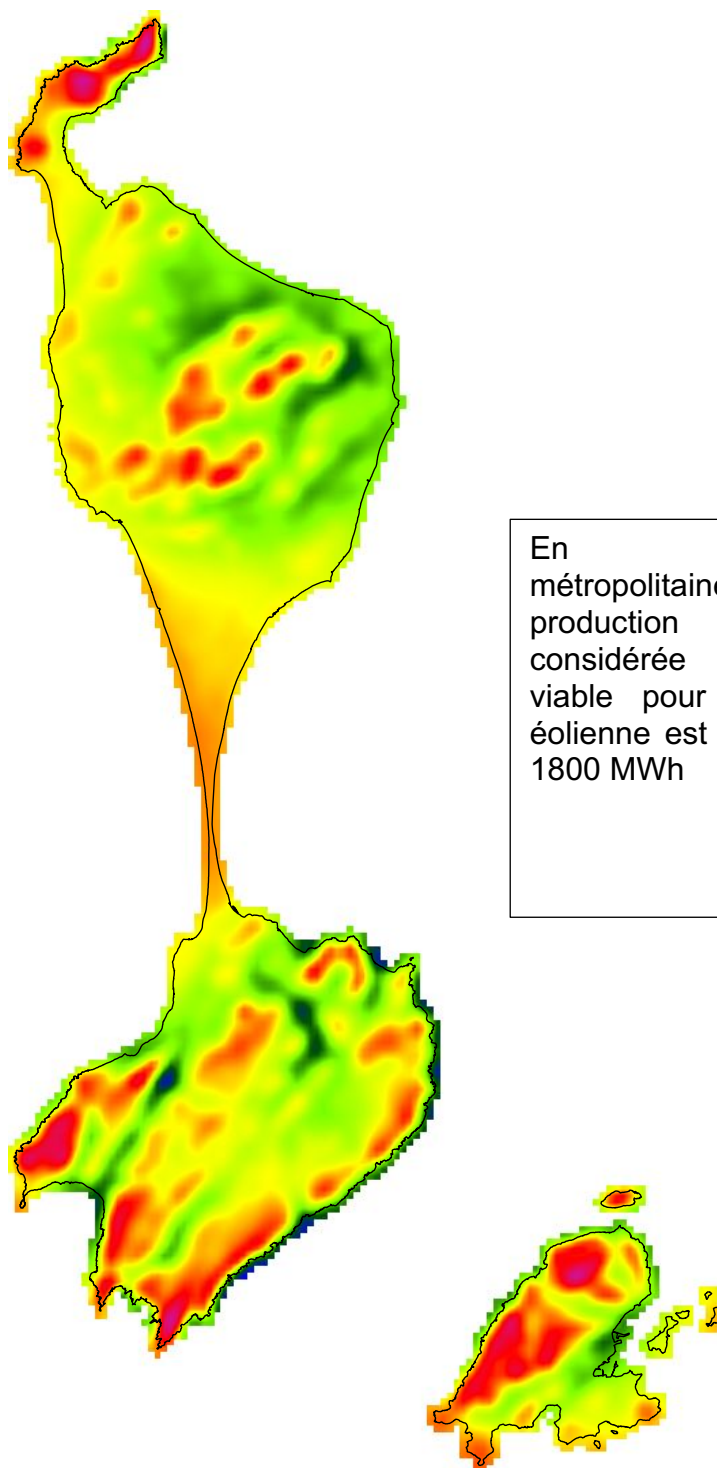 En
métropolitaine
production
considérée
viable pour
éolienne est
1800 MWh